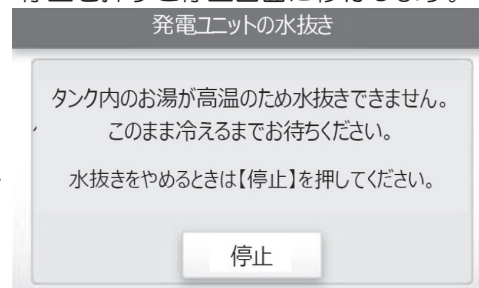 発電ユニットの水抜き
タンク内のお湯が高温のため水抜きできません。
このまま冷えるまでお待ちください。
水抜きをやめるときは【停止】を押してください。
停止